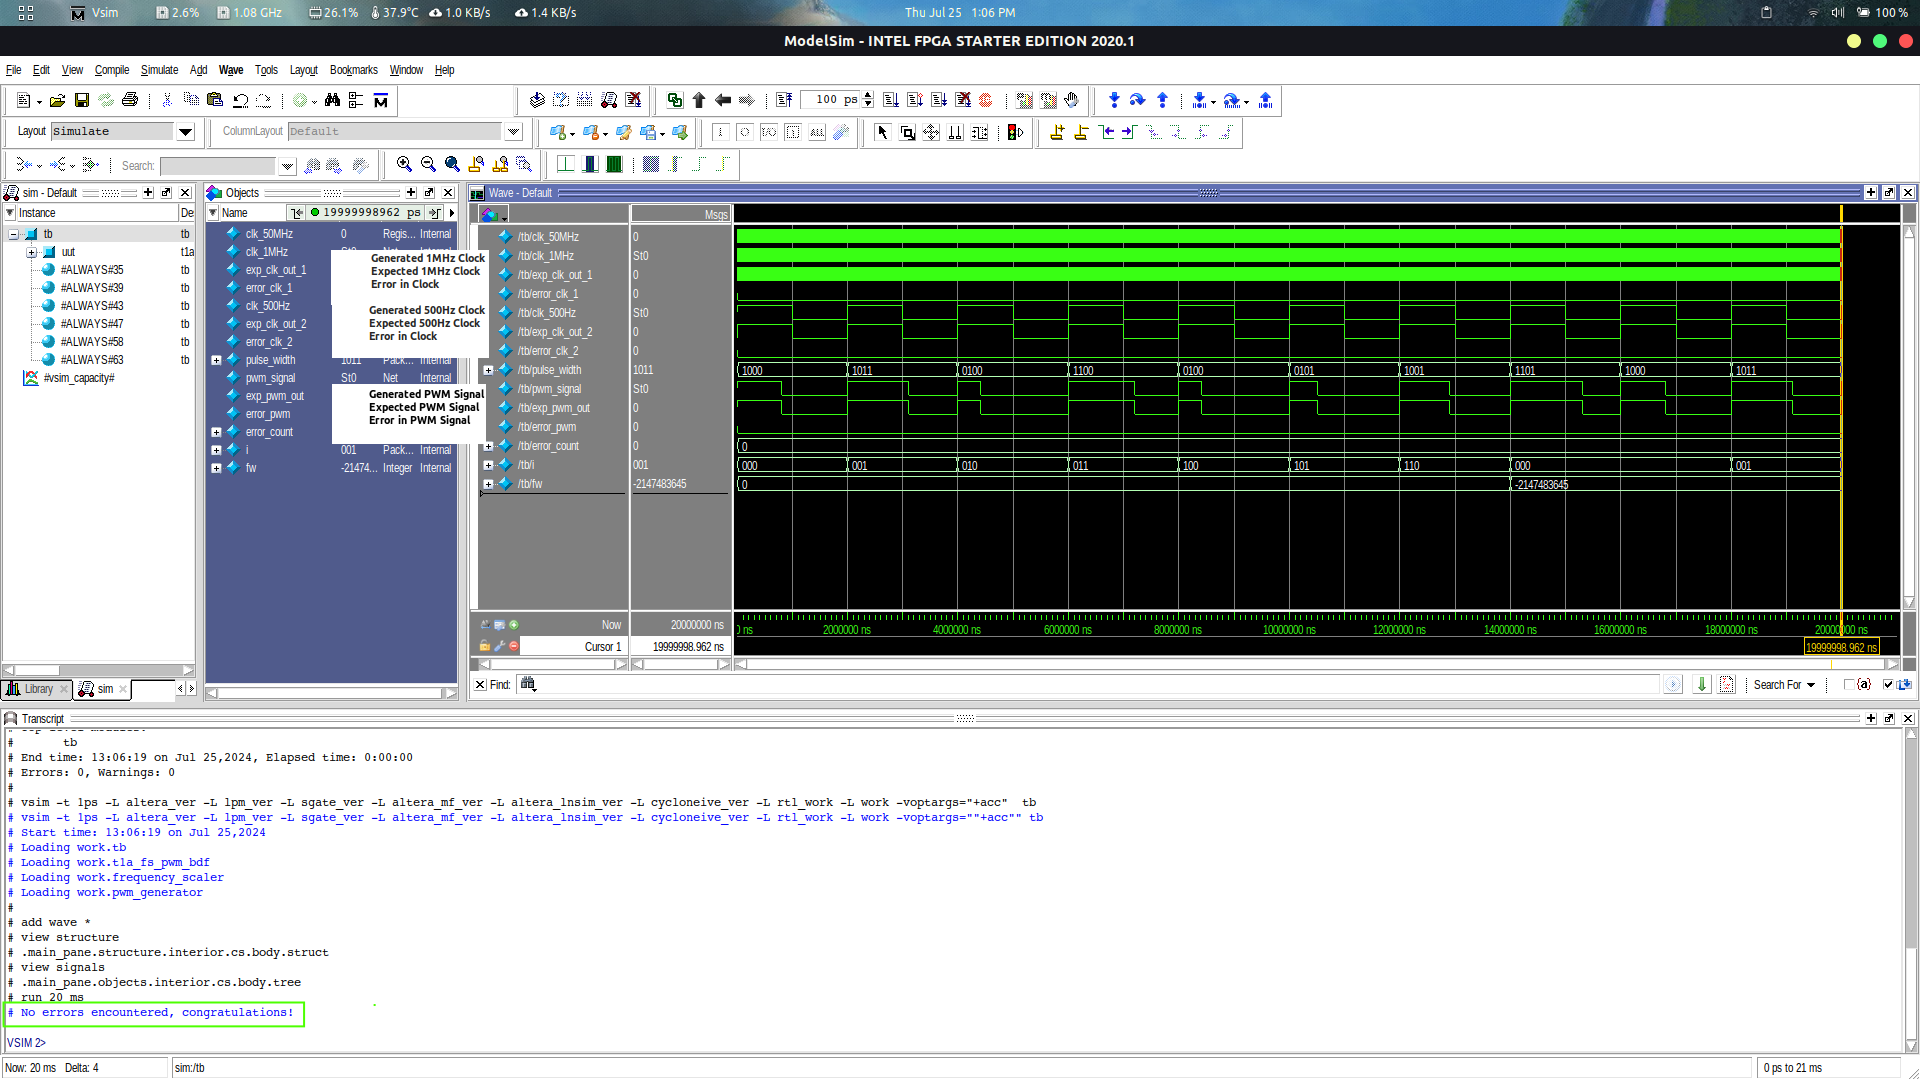 Vsim 2.6% 1.08 GHz 26.1% 37.9°C 1.0 KB/s 1.4 KB/s Thu Jul 25 1:06 PM 100 %
ModelSim - INTEL FPGA STARTER EDITION 2020.1
File Edit View Compile Simulate Add Wave Tools Layout Bookmarks Window Help
100 ps
Layout Simulate ColumnLayout Default
Search:
sim - Default
Instance De
tb tb
uut t1a
#ALWAYS#35 tb
#ALWAYS#39 tb
#ALWAYS#43 tb
#ALWAYS#47 tb
#ALWAYS#58 tb
#ALWAYS#63 tb
#vsim_capacity#
Library sim
Objects
Name 19999998962 ps
clk_50MHz 0 Regis... Internal
clk_1MHz
exp_clk_out_1
error_clk_1
clk_500Hz
exp_clk_out_2
error_clk_2
pulse_width 1011 Pack... Internal
pwm_signal St0 Net Internal
exp_pwm_out
error_pwm
error_count
i 001 Pack... Internal
fw -21474... Integer Internal
Generated 1MHz Clock
Expected 1MHz Clock
Error in Clock
Generated 500Hz Clock
Expected 500Hz Clock
Error in Clock
Generated PWM Signal
Expected PWM Signal
Error in PWM Signal
Wave - Default
Msgs
/tb/clk_50MHz 0
/tb/clk_1MHz St0
/tb/exp_clk_out_1 0
/tb/error_clk_1 0
/tb/clk_500Hz St0
/tb/exp_clk_out_2 0
/tb/error_clk_2 0
/tb/pulse_width 1011 1000 1011 0100 1100 0100 0101 1001 1101 1000 1011
/tb/pwm_signal St0
/tb/exp_pwm_out 0
/tb/error_pwm 0
/tb/error_count 0 0
/tb/i 001 000 001 010 011 100 101 110 000 001
/tb/fw -2147483645 0 -2147483645
Now 20000000 ns 2000000 ns 4000000 ns 6000000 ns 8000000 ns 10000000 ns 12000000 ns 14000000 ns 16000000 ns 18000000 ns 20000000 ns
Cursor 1 19999998.962 ns 19999998.962 ns
Find: Search For
Transcript
# tb
# End time: 13:06:19 on Jul 25,2024, Elapsed time: 0:00:00
# Errors: 0, Warnings: 0
#
# vsim -t 1ps -L altera_ver -L lpm_ver -L sgate_ver -L altera_mf_ver -L altera_lnsim_ver -L cycloneive_ver -L rtl_work -L work -voptargs="+acc" tb
# vsim -t 1ps -L altera_ver -L lpm_ver -L sgate_ver -L altera_mf_ver -L altera_lnsim_ver -L cycloneive_ver -L rtl_work -L work -voptargs=""+acc"" tb
# Start time: 13:06:19 on Jul 25,2024
# Loading work.tb
# Loading work.t1a_fs_pwm_bdf
# Loading work.frequency_scaler
# Loading work.pwm_generator
#
# add wave *
# view structure
# .main_pane.structure.interior.cs.body.struct
# view signals
# .main_pane.objects.interior.cs.body.tree
# run 20 ms
# No errors encountered, congratulations!
VSIM 2>
Now: 20 ms Delta: 4 sim:/tb 0 ps to 21 ms